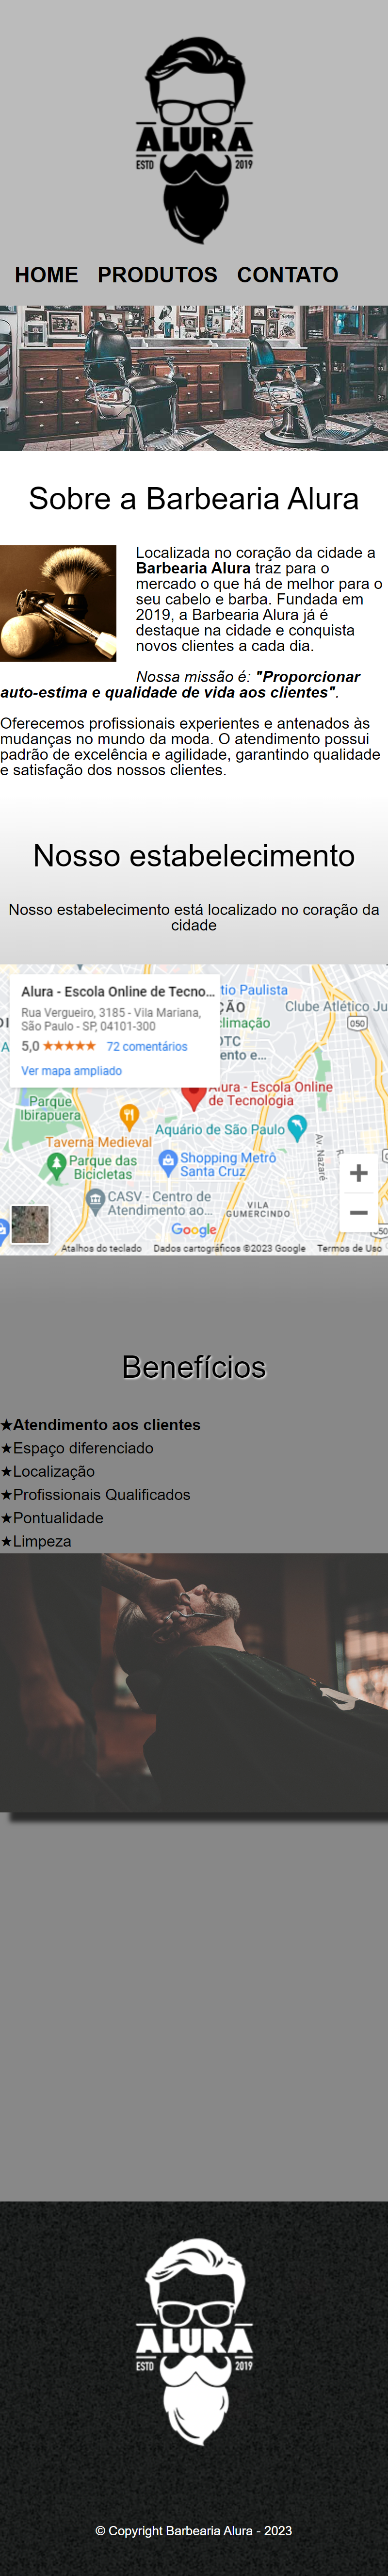 ALURA
ESTD 2019
HOME PRODUTOS CONTATO
Sobre a Barbearia Alura
Localizada no coração da cidade a
Barbearia Alura traz para o
mercado o que há de melhor para o
seu cabelo e barba. Fundada em
2019, a Barbearia Alura já é
destaque na cidade e conquista
novos clientes a cada dia.
Nossa missão é: "Proporcionar
auto-estima e qualidade de vida aos clientes".
Oferecemos profissionais experientes e antenados às
mudanças no mundo da moda. O atendimento possui
padrão de excelência e agilidade, garantindo qualidade
e satisfação dos nossos clientes.
Nosso estabelecimento
Nosso estabelecimento está localizado no coração da
cidade
Alura - Escola Online de Tecno...
Rua Vergueiro, 3185 - Vila Mariana,
São Paulo - SP, 04101-300
5,0 ★★★★★ 72 comentários
Ver mapa ampliado
tio Paulista
ÇÃO
Clube Atlético Ju
climação
050
DTC
ento e...
Alura - Escola Online
de Tecnologia
Parque
Ibirapuera
Aquário de São Paulo
Taverna Medieval
Av. Nazaré
Parque das
Bicicletas
Shopping Metrô
Santa Cruz
CASV - Centro de
Atendimento ao...
VILA
GUMERCINDO
Google
Atalhos do teclado Dados cartográficos ©2023 Google Termos de Uso
Benefícios
★Atendimento aos clientes
★Espaço diferenciado
★Localização
★Profissionais Qualificados
★Pontualidade
★Limpeza
ALURA
ESTD 2019
© Copyright Barbearia Alura - 2023